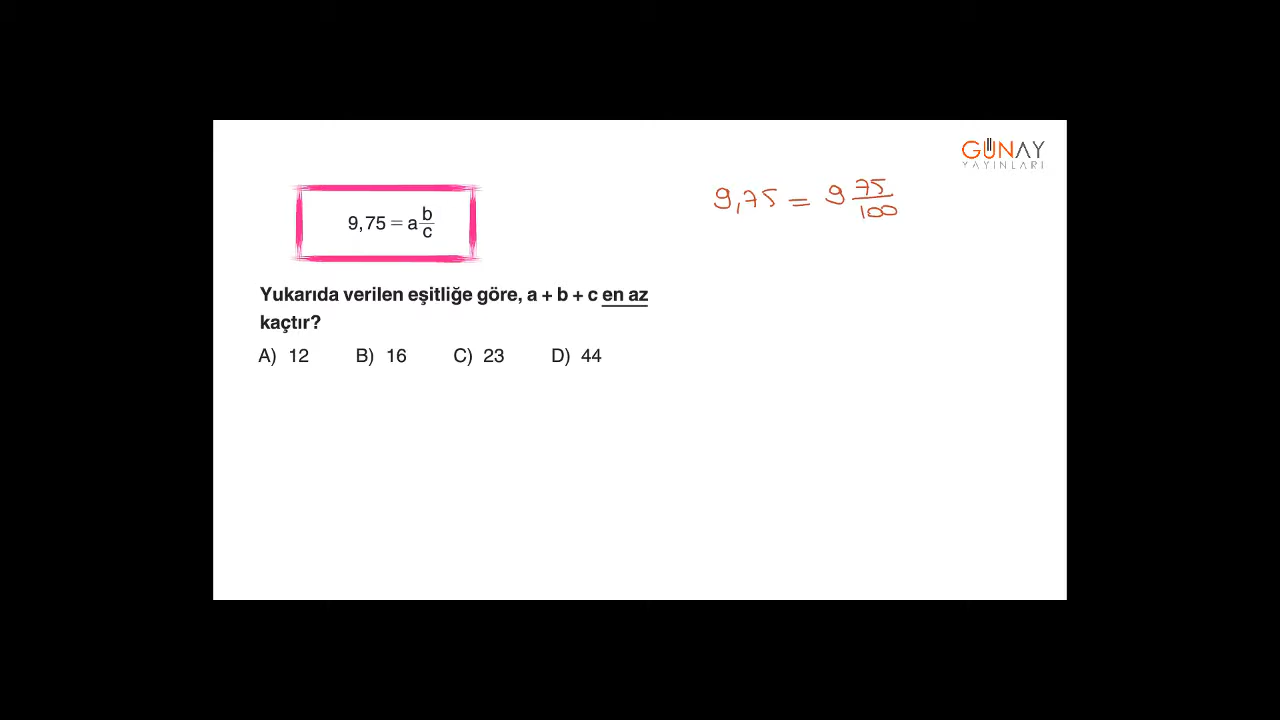 GÜNAY
YAYINLARI
9,75 = a b/c
9,75 = 9 75/100
Yukarıda verilen eşitliğe göre, a + b + c en az
kaçtır?
A) 12 B) 16 C) 23 D) 44